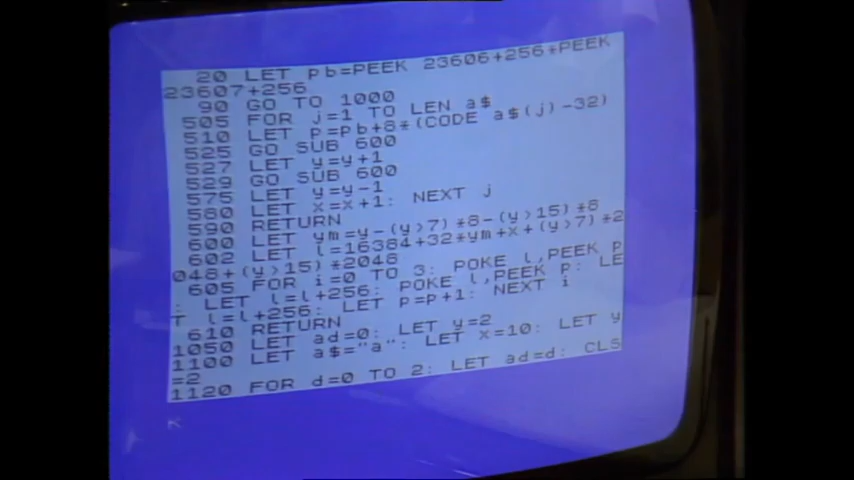 20 LET pb=PEEK 23606+256*PEEK
23607+256
90 GO TO 1000
505 FOR j=1 TO LEN a$
510 LET p=pb+8*(CODE a$(j)-32)
525 GO SUB 600
527 LET y=y+1
529 GO SUB 600
575 LET y=y-1
580 LET x=x+1: NEXT j
590 RETURN
600 LET ym=y-(y>7)*8-(y>15)*8
602 LET l=16384+32*ym+x+(y>7)*2
048+(y>15)*2048
605 FOR i=0 TO 3: POKE l,PEEK p
: LET l=l+256: POKE l,PEEK p: LE
T l=l+256: LET p=p+1: NEXT i
610 RETURN
1050 LET ad=0: LET y=2
1100 LET a$="a": LET x=10: LET y
=2
1120 FOR d=0 TO 2: LET ad=d: CLS
K